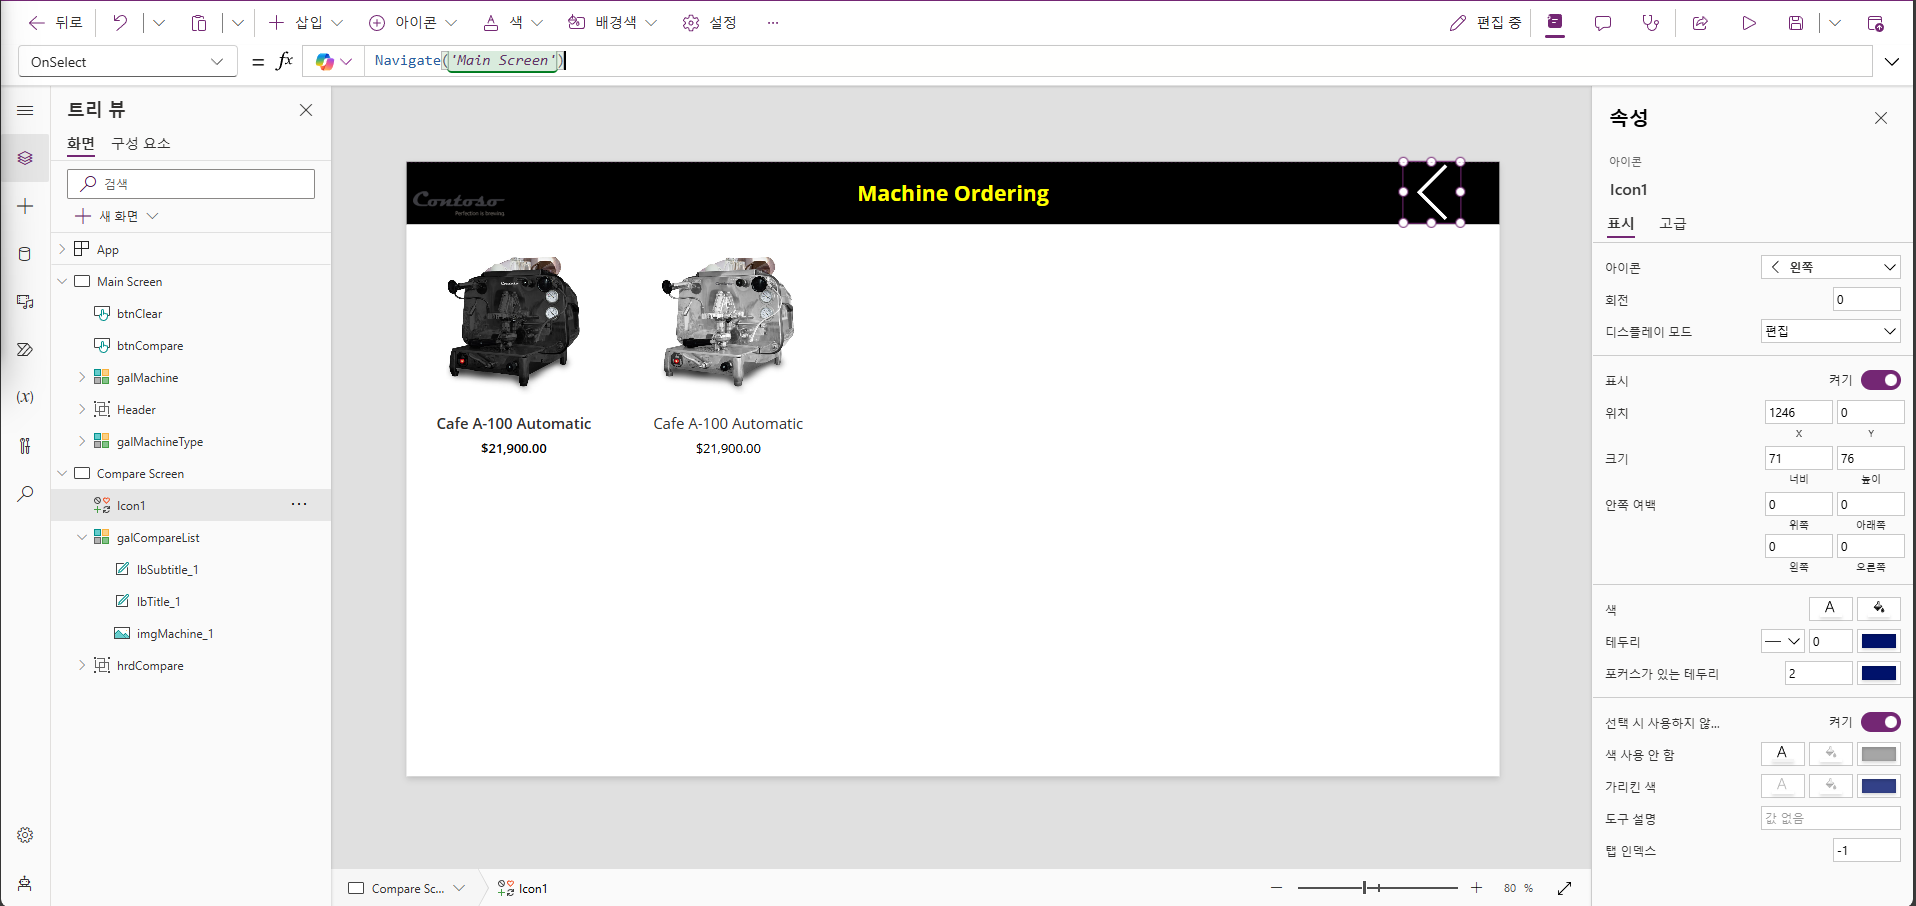 뒤로
삽입
아이콘
색
배경색
설정
편집 중
OnSelect
= fx
Navigate('Main Screen')
트리 뷰
화면 구성 요소
검색
새 화면
App
Main Screen
btnClear
btnCompare
galMachine
Header
galMachineType
Compare Screen
Icon1
galCompareList
lbSubtitle_1
lbTitle_1
imgMachine_1
hrdCompare
Contoso
Perfection is brewing.
Machine Ordering
Cafe A-100 Automatic
$21,900.00
Cafe A-100 Automatic
$21,900.00
Compare Sc...
Icon1
80 %
속성
아이콘
Icon1
표시 고급
아이콘 왼쪽
회전 0
디스플레이 모드 편집
표시 켜기
위치 1246 0
X Y
크기 71 76
너비 높이
안쪽 여백 0 0
위쪽 아래쪽
0 0
왼쪽 오른쪽
색 A
테두리 0
포커스가 있는 테두리 2
선택 시 사용하지 않... 켜기
색 사용 안 함 A
가리킨 색 A
도구 설명 값 없음
탭 인덱스 -1